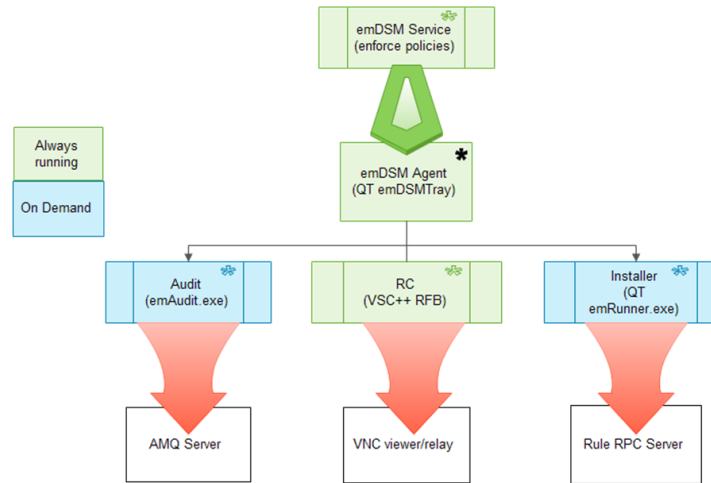 emDSM Service
(enforce policies)
Always
running
On Demand
emDSM Agent
(QT emDSMTray)
*
Audit
(emAudit.exe)
RC
(VSC++ RFB)
Installer
(QT
emRunner.exe)
AMQ Server
VNC viewer/relay
Rule RPC Server